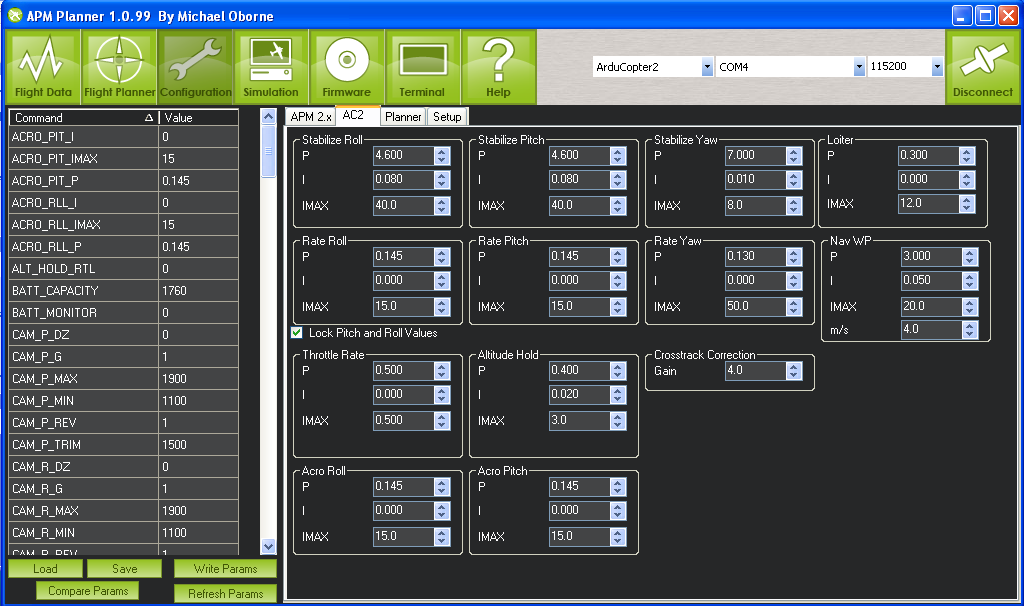 APM Planner 1.0.99 By Michael Oborne
Flight Data Flight Planner Configuration Simulation Firmware Terminal Help ArduCopter2 COM4 115200 Disconnect
Command Value
ACRO_PIT_I 0
ACRO_PIT_IMAX 15
ACRO_PIT_P 0.145
ACRO_RLL_I 0
ACRO_RLL_IMAX 15
ACRO_RLL_P 0.145
ALT_HOLD_RTL 0
BATT_CAPACITY 1760
BATT_MONITOR 0
CAM_P_DZ 0
CAM_P_G 1
CAM_P_MAX 1900
CAM_P_MIN 1100
CAM_P_REV 1
CAM_P_TRIM 1500
CAM_R_DZ 0
CAM_R_G 1
CAM_R_MAX 1900
CAM_R_MIN 1100
CAM_R_REV 1
Load Save Write Params
Compare Params Refresh Params
APM 2.x AC2 Planner Setup
Stabilize Roll
P 4.600
I 0.080
IMAX 40.0
Stabilize Pitch
P 4.600
I 0.080
IMAX 40.0
Stabilize Yaw
P 7.000
I 0.010
IMAX 8.0
Loiter
P 0.300
I 0.000
IMAX 12.0
Rate Roll
P 0.145
I 0.000
IMAX 15.0
Rate Pitch
P 0.145
I 0.000
IMAX 15.0
Rate Yaw
P 0.130
I 0.000
IMAX 50.0
Nav WP
P 3.000
I 0.050
IMAX 20.0
m/s 4.0
Lock Pitch and Roll Values
Throttle Rate
P 0.500
I 0.000
IMAX 0.500
Altitude Hold
P 0.400
I 0.020
IMAX 3.0
Crosstrack Correction
Gain 4.0
Acro Roll
P 0.145
I 0.000
IMAX 15.0
Acro Pitch
P 0.145
I 0.000
IMAX 15.0